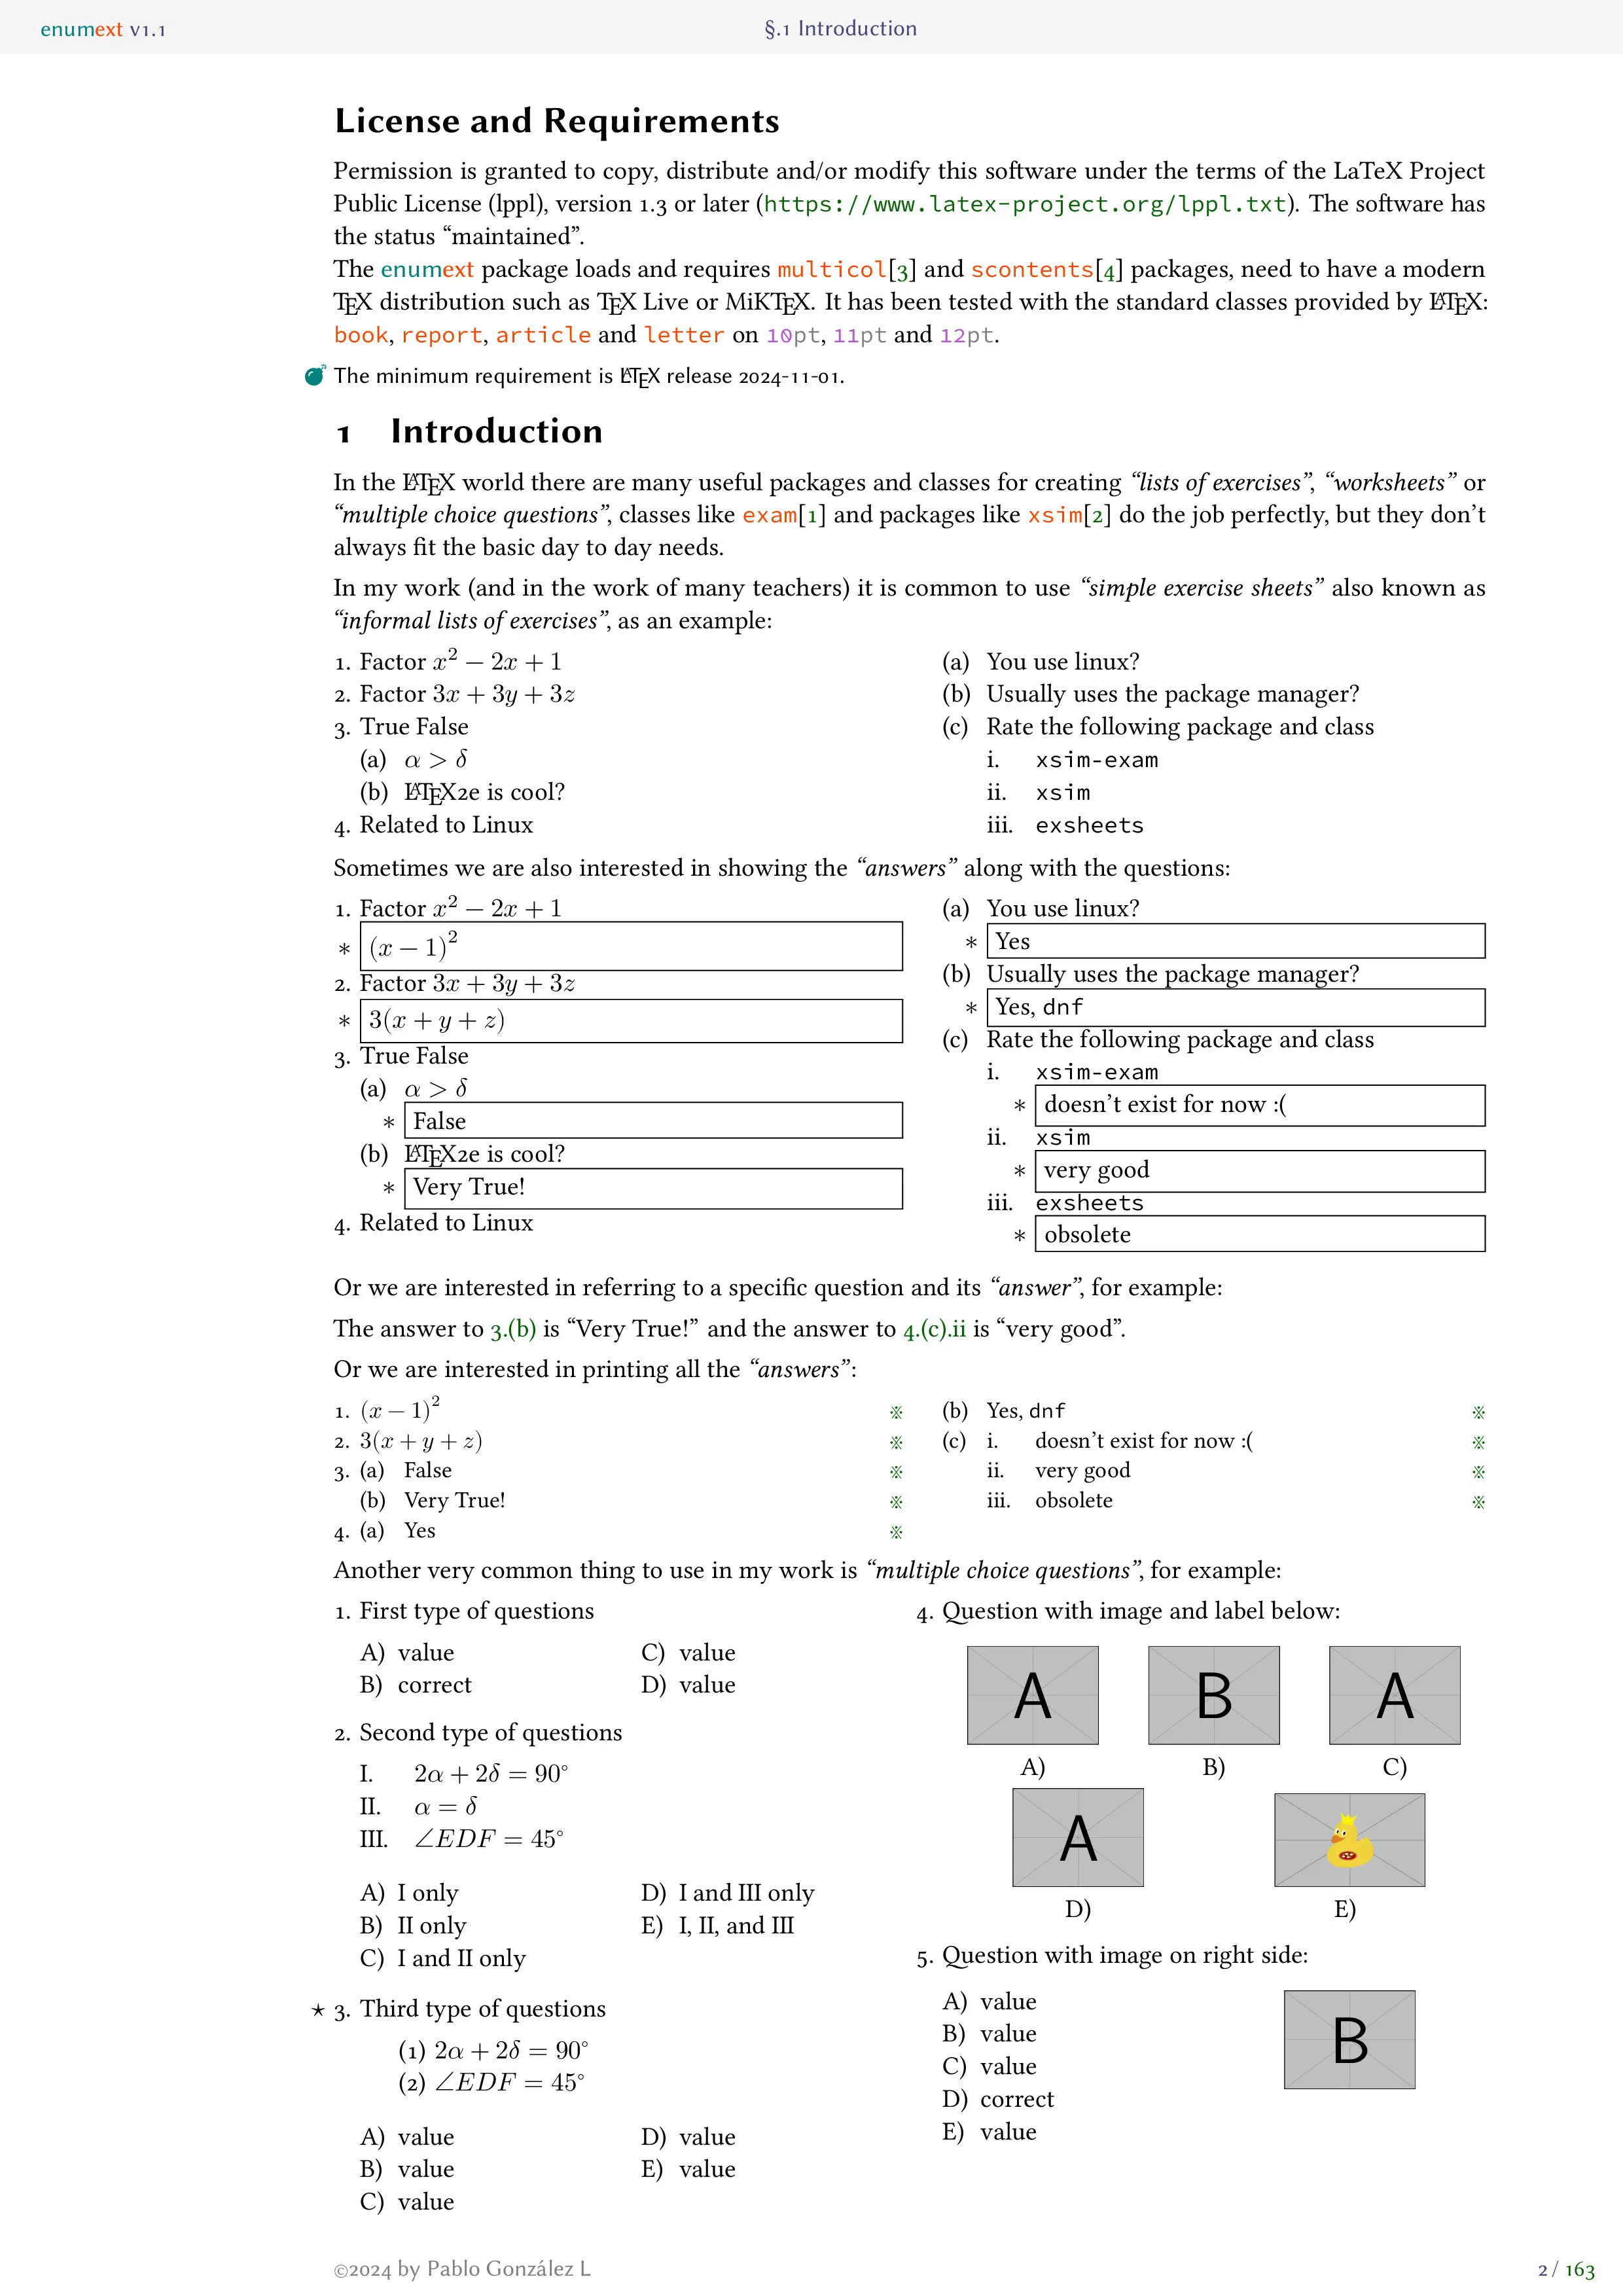 enumext v1.1
§.1 Introduction
License and Requirements
Permission is granted to copy, distribute and/or modify this software under the terms of the LaTeX Project
Public License (lppl), version 1.3 or later (https://www.latex-project.org/lppl.txt). The software has
the status “maintained”.
The enumext package loads and requires multicol[3] and scontents[4] packages, need to have a modern
TEX distribution such as TEX Live or MiKTEX. It has been tested with the standard classes provided by LATEX:
book, report, article and letter on 10pt, 11pt and 12pt.
The minimum requirement is LATEX release 2024-11-01.
1 Introduction
In the LATEX world there are many useful packages and classes for creating “lists of exercises”, “worksheets” or
“multiple choice questions”, classes like exam[1] and packages like xsim[2] do the job perfectly, but they don’t
always fit the basic day to day needs.
In my work (and in the work of many teachers) it is common to use “simple exercise sheets” also known as
“informal lists of exercises”, as an example:
1. Factor x² − 2x + 1
2. Factor 3x + 3y + 3z
3. True False
(a) α > δ
(b) LATEX2e is cool?
4. Related to Linux
(a) You use linux?
(b) Usually uses the package manager?
(c) Rate the following package and class
i. xsim-exam
ii. xsim
iii. exsheets
Sometimes we are also interested in showing the “answers” along with the questions:
1. Factor x² − 2x + 1
* (x − 1)²
2. Factor 3x + 3y + 3z
* 3(x + y + z)
3. True False
(a) α > δ
* False
(b) LATEX2e is cool?
* Very True!
4. Related to Linux
(a) You use linux?
* Yes
(b) Usually uses the package manager?
* Yes, dnf
(c) Rate the following package and class
i. xsim-exam
* doesn’t exist for now :(
ii. xsim
* very good
iii. exsheets
* obsolete
Or we are interested in referring to a specific question and its “answer”, for example:
The answer to 3.(b) is “Very True!” and the answer to 4.(c).ii is “very good”.
Or we are interested in printing all the “answers”:
1. (x − 1)² ※
2. 3(x + y + z) ※
3. (a) False ※
(b) Very True! ※
4. (a) Yes ※
(b) Yes, dnf ※
(c) i. doesn’t exist for now :( ※
ii. very good ※
iii. obsolete ※
Another very common thing to use in my work is “multiple choice questions”, for example:
1. First type of questions
A) value C) value
B) correct D) value
2. Second type of questions
I. 2α + 2δ = 90°
II. α = δ
III. ∠EDF = 45°
A) I only D) I and III only
B) II only E) I, II, and III
C) I and II only
⋆ 3. Third type of questions
(1) 2α + 2δ = 90°
(2) ∠EDF = 45°
A) value D) value
B) value E) value
C) value
4. Question with image and label below:
A B A
A) B) C)
A
D) E)
5. Question with image on right side:
A) value
B) value
C) value
D) correct
E) value
B
©2024 by Pablo González L
2 / 163